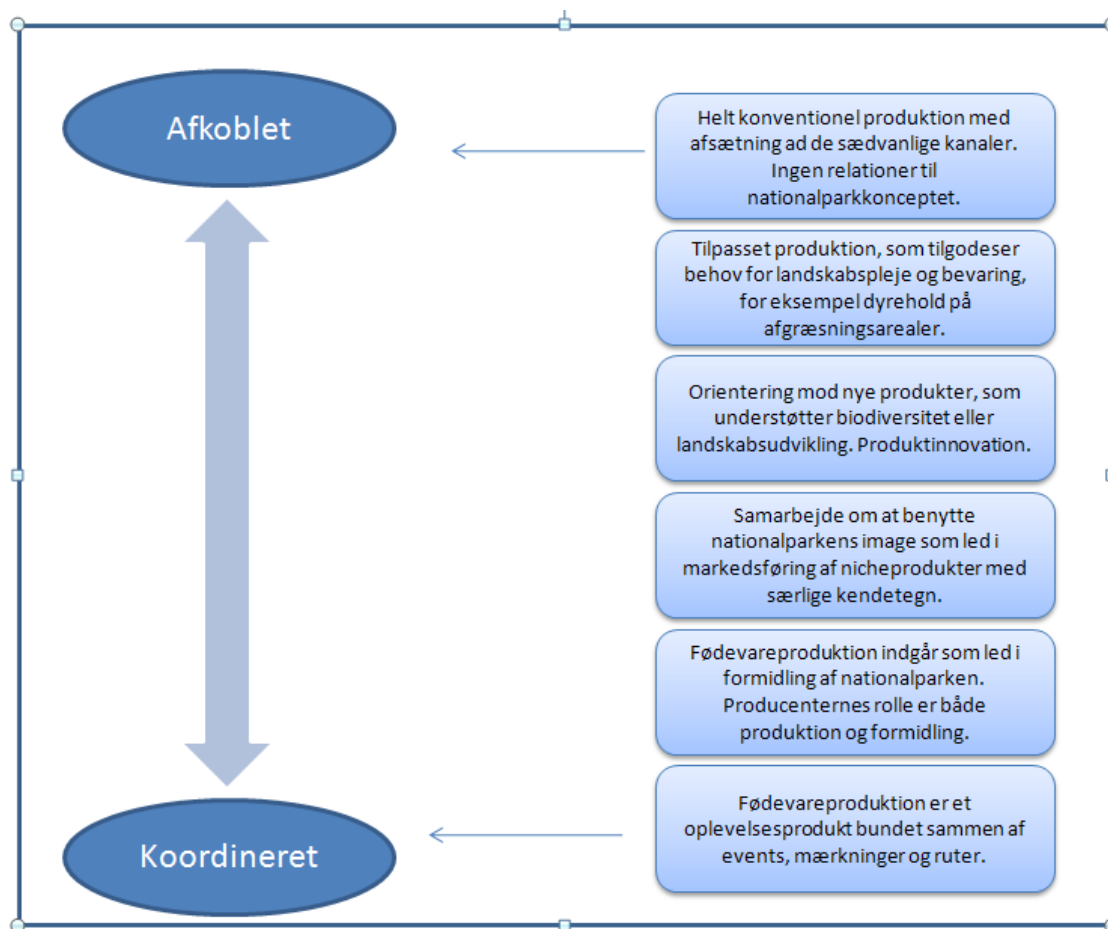 Afkoblet
Helt konventionel produktion med
afsætning ad de sædvanlige kanaler.
Ingen relationer til
nationalparkkonceptet.
Tilpasset produktion, som tilgodeser
behov for landskabspleje og bevaring,
for eksempel dyrehold på
afgræsningsarealer.
Orientering mod nye produkter, som
understøtter biodiversitet eller
landskabsudvikling. Produktinnovation.
Samarbejde om at benytte
nationalparkens image som led i
markedsføring af nicheprodukter med
særlige kendetegn.
Fødevareproduktion indgår som led i
formidling af nationalparken.
Producenternes rolle er både
produktion og formidling.
Koordineret
Fødevareproduktion er et
oplevelsesprodukt bundet sammen af
events, mærkninger og ruter.